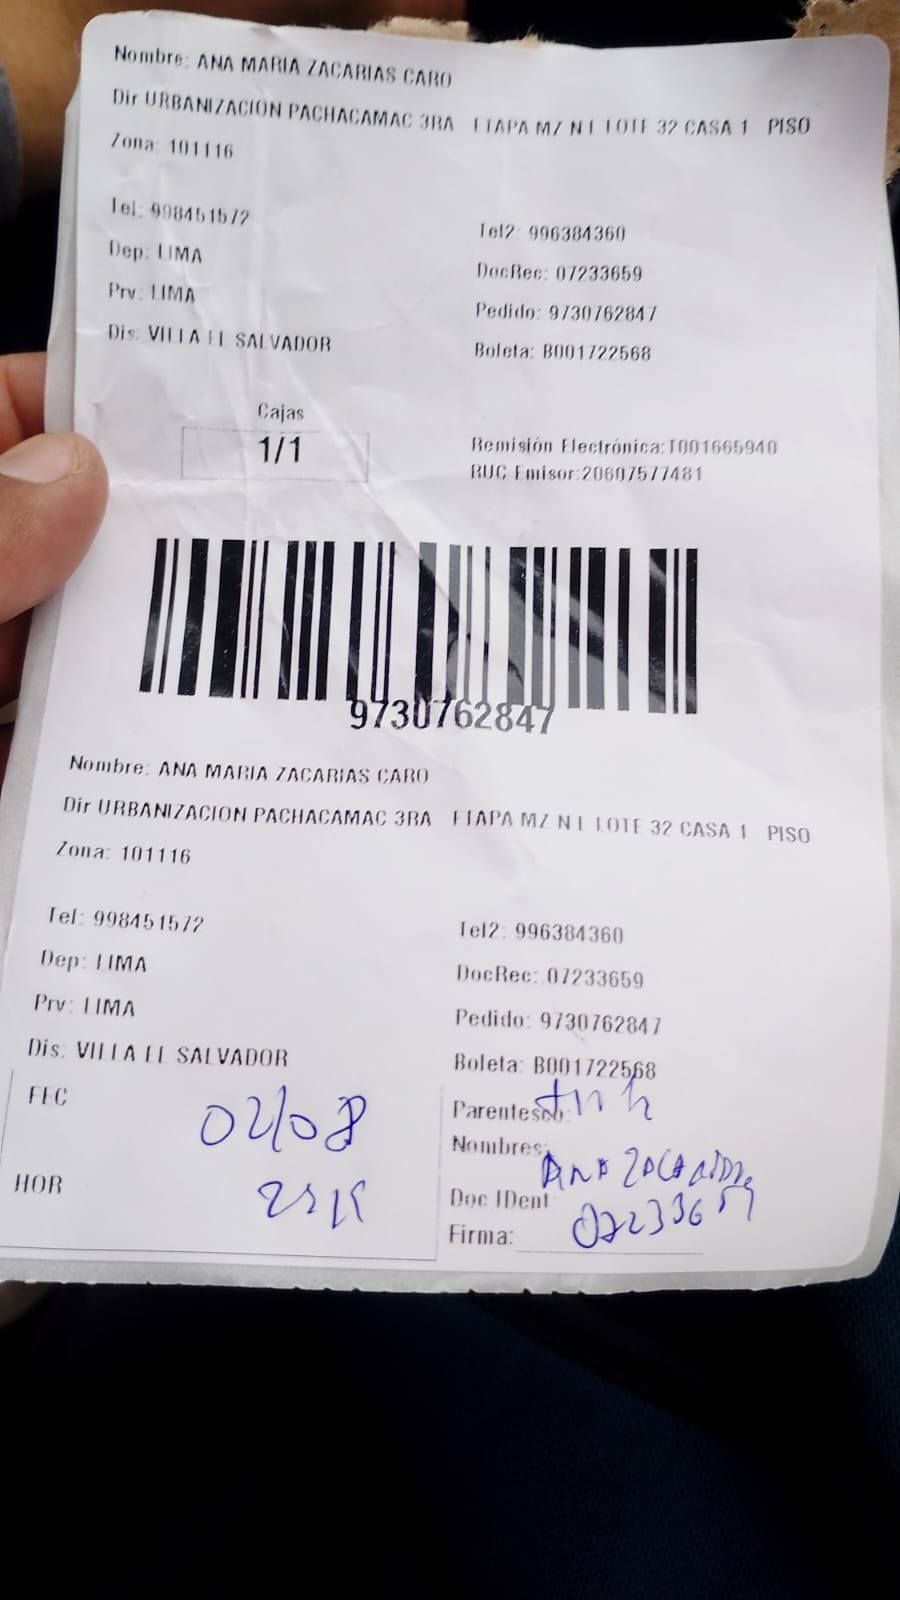 Nombre: ANA MARIA ZACARIAS CARO
Dir URBANIZACION PACHACAMAC 3RA ETAPA MZ N L LOTE 32 CASA 1 PISO
Zona: 101116
Tel: 998451572
Tel2: 996384360
Dep: LIMA
DocRec: 07233659
Prv: LIMA
Pedido: 9730762847
Dis: VILLA EL SALVADOR
Boleta: B001722568
Cajas
1/1
Remisión Electrónica:T001665940
RUC Emisor:20607577481
9730762847
Nombre: ANA MARIA ZACARIAS CARO
Dir URBANIZACION PACHACAMAC 3RA ETAPA MZ N L LOTE 32 CASA 1 PISO
Zona: 101116
Tel: 998451572
Tel2: 996384360
Dep: LIMA
DocRec: 07233659
Prv: LIMA
Pedido: 9730762847
Dis: VILLA EL SALVADOR
Boleta: B001722568
FEC 02/08
Parentesco:
Nombres: ANA ZACARIAS
HOR
Doc IDent 07233659
Firma: